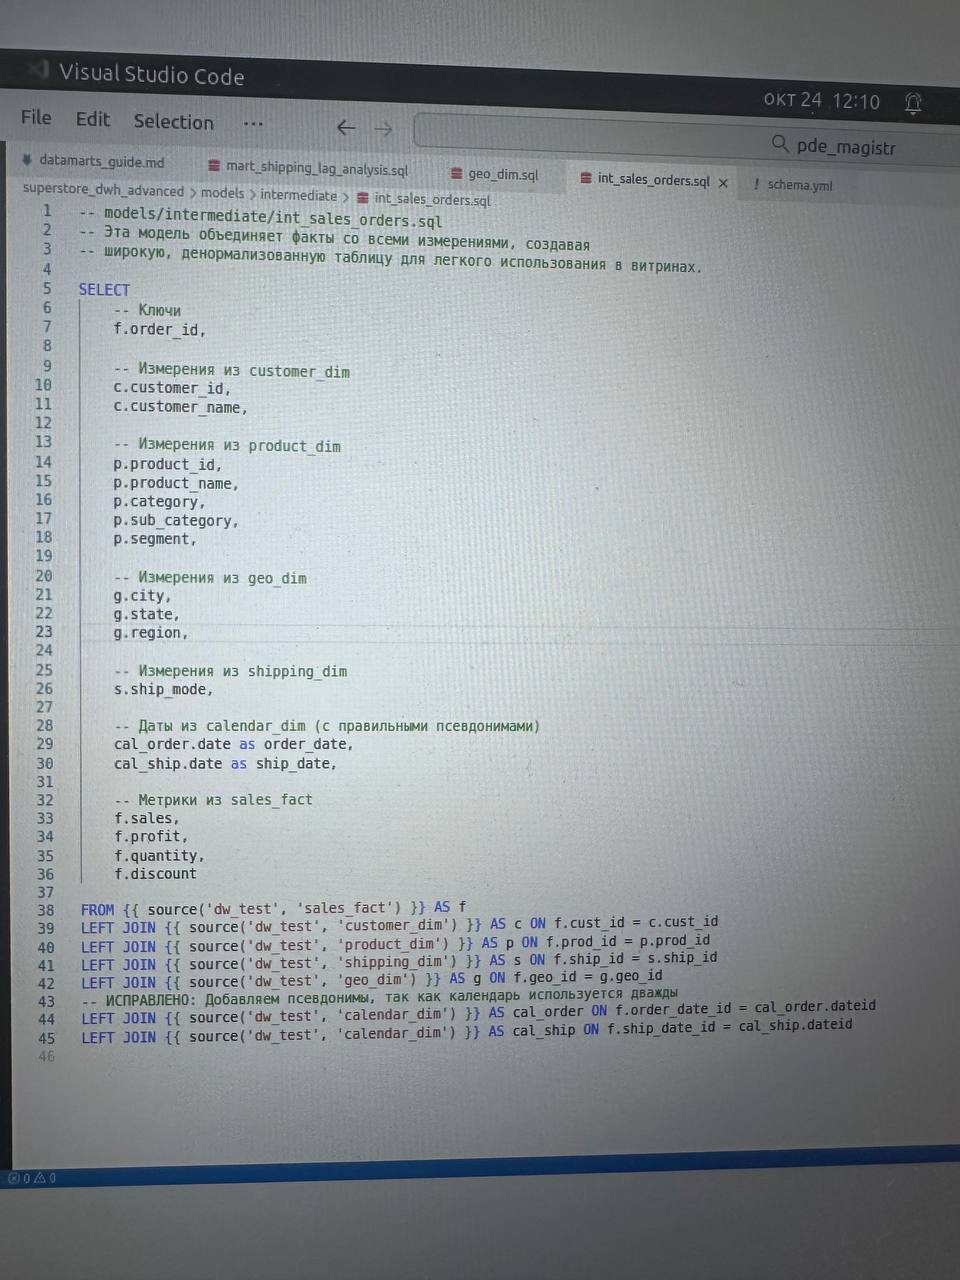 Visual Studio Code
окт 24 12:10
File Edit Selection ···
pde_magistr
datamarts_guide.md mart_shipping_lag_analysis.sql geo_dim.sql int_sales_orders.sql × ! schema.yml
superstore_dwh_advanced > models > intermediate > int_sales_orders.sql
1 -- models/intermediate/int_sales_orders.sql
2 -- Эта модель объединяет факты со всеми измерениями, создавая
3 -- широкую, денормализованную таблицу для легкого использования в витринах.
4
5 SELECT
6 -- Ключи
7 f.order_id,
8
9 -- Измерения из customer_dim
10 c.customer_id,
11 c.customer_name,
12
13 -- Измерения из product_dim
14 p.product_id,
15 p.product_name,
16 p.category,
17 p.sub_category,
18 p.segment,
19
20 -- Измерения из geo_dim
21 g.city,
22 g.state,
23 g.region,
24
25 -- Измерения из shipping_dim
26 s.ship_mode,
27
28 -- Даты из calendar_dim (с правильными псевдонимами)
29 cal_order.date as order_date,
30 cal_ship.date as ship_date,
31
32 -- Метрики из sales_fact
33 f.sales,
34 f.profit,
35 f.quantity,
36 f.discount
37
38 FROM {{ source('dw_test', 'sales_fact') }} AS f
39 LEFT JOIN {{ source('dw_test', 'customer_dim') }} AS c ON f.cust_id = c.cust_id
40 LEFT JOIN {{ source('dw_test', 'product_dim') }} AS p ON f.prod_id = p.prod_id
41 LEFT JOIN {{ source('dw_test', 'shipping_dim') }} AS s ON f.ship_id = s.ship_id
42 LEFT JOIN {{ source('dw_test', 'geo_dim') }} AS g ON f.geo_id = g.geo_id
43 -- ИСПРАВЛЕНО: Добавляем псевдонимы, так как календарь используется дважды
44 LEFT JOIN {{ source('dw_test', 'calendar_dim') }} AS cal_order ON f.order_date_id = cal_order.dateid
45 LEFT JOIN {{ source('dw_test', 'calendar_dim') }} AS cal_ship ON f.ship_date_id = cal_ship.dateid
46
0 0